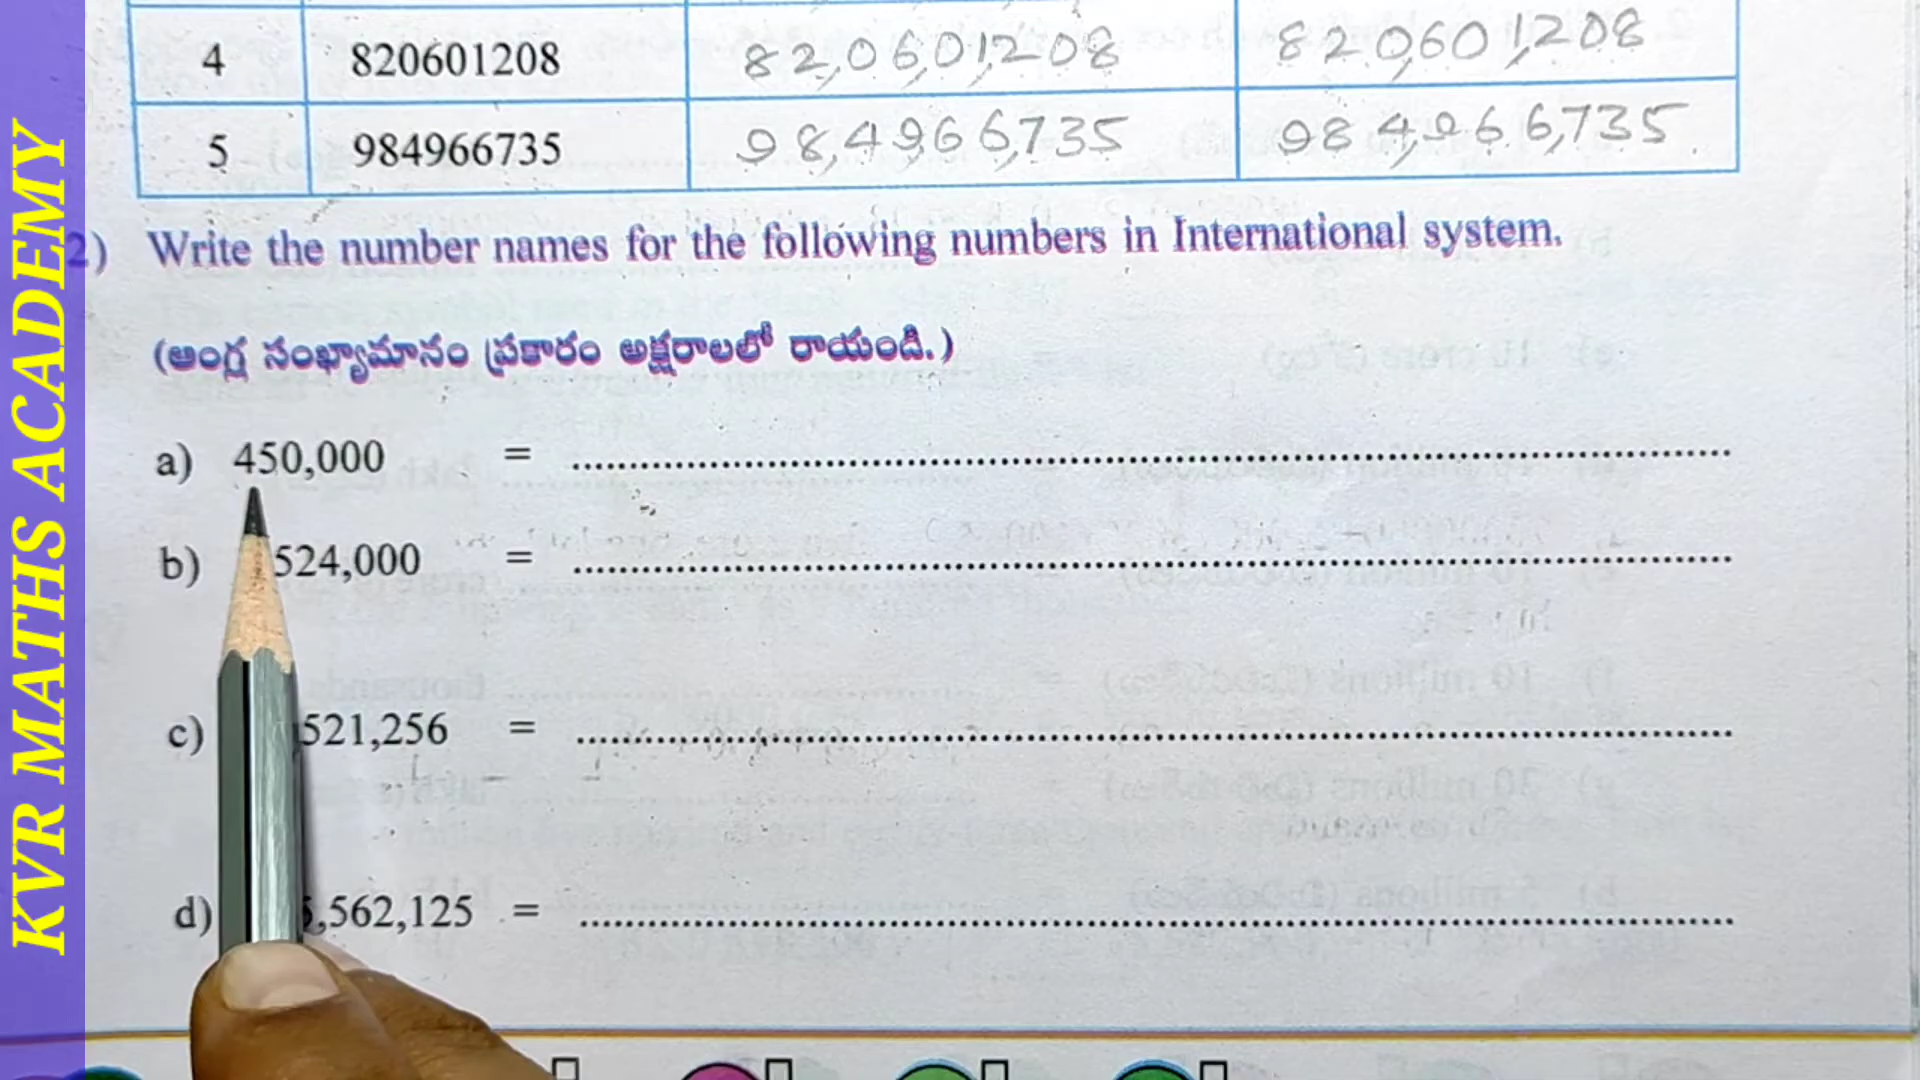 KVR MATHS ACADEMY
4 820601208 82,06,01,208 820,601,208
5 984966735 98,49,66,735 984,966,735
2) Write the number names for the following numbers in International system.
(ఆంగ్ల సంఖ్యామానం ప్రకారం అక్షరాలలో రాయండి.)
a) 450,000 = ........................................
b) 524,000 = ........................................
c) 521,256 = ........................................
d) ,562,125 = ........................................